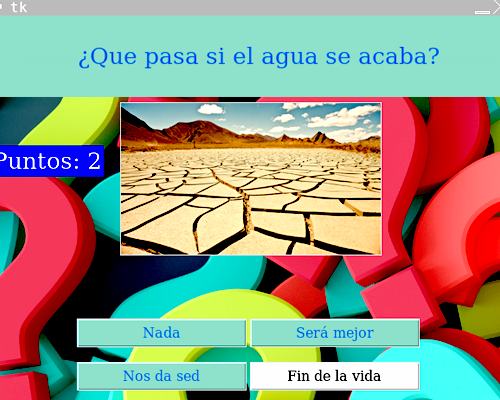 tk
¿Que pasa si el agua se acaba?
Puntos: 2
Nada
Será mejor
Nos da sed
Fin de la vida